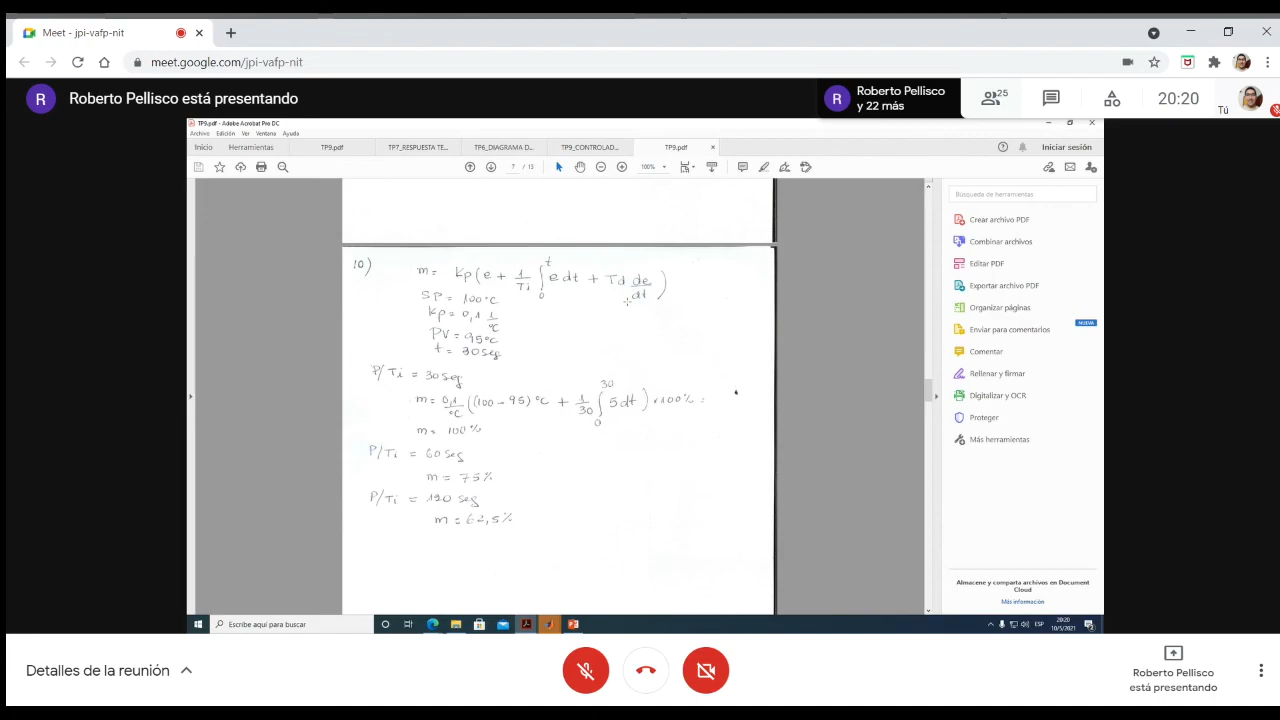 Meet - jpi-vafp-nit
meet.google.com/jpi-vafp-nit
R Roberto Pellisco está presentando
R Roberto Pellisco y 22 más
25
20:20
Tú
TP9.pdf - Adobe Acrobat Pro DC
Archivo Edición Ver Ventana Ayuda
Inicio Herramientas TP9.pdf TP7_RESPUESTA TE... TP6_DIAGRAMA D... TP9_CONTROLAD... TP9.pdf Iniciar sesión
7 / 15 100%
Búsqueda de herramientas
Crear archivo PDF
Combinar archivos
Editar PDF
Exportar archivo PDF
Organizar páginas
Enviar para comentarios NUEVA
Comentar
Rellenar y firmar
Digitalizar y OCR
Proteger
Más herramientas
Almacene y comparta archivos en Document
Cloud
Más información
10) m = Kp(e + 1/Ti ∫0t e dt + Td de/dt)
SP = 100°C
Kp = 0,1 1/°C
PV = 95°C
t = 30 seg
P/Ti = 30 seg
m = 0,1/°C ((100 - 95)°C + 1/30 ∫030 5 dt) * 100% =
m = 100%
P/Ti = 60 seg
m = 75%
P/Ti = 120 seg
m = 62,5%
Escribe aquí para buscar
ESP
20:20
10/5/2021
2
Detalles de la reunión
Roberto Pellisco
está presentando